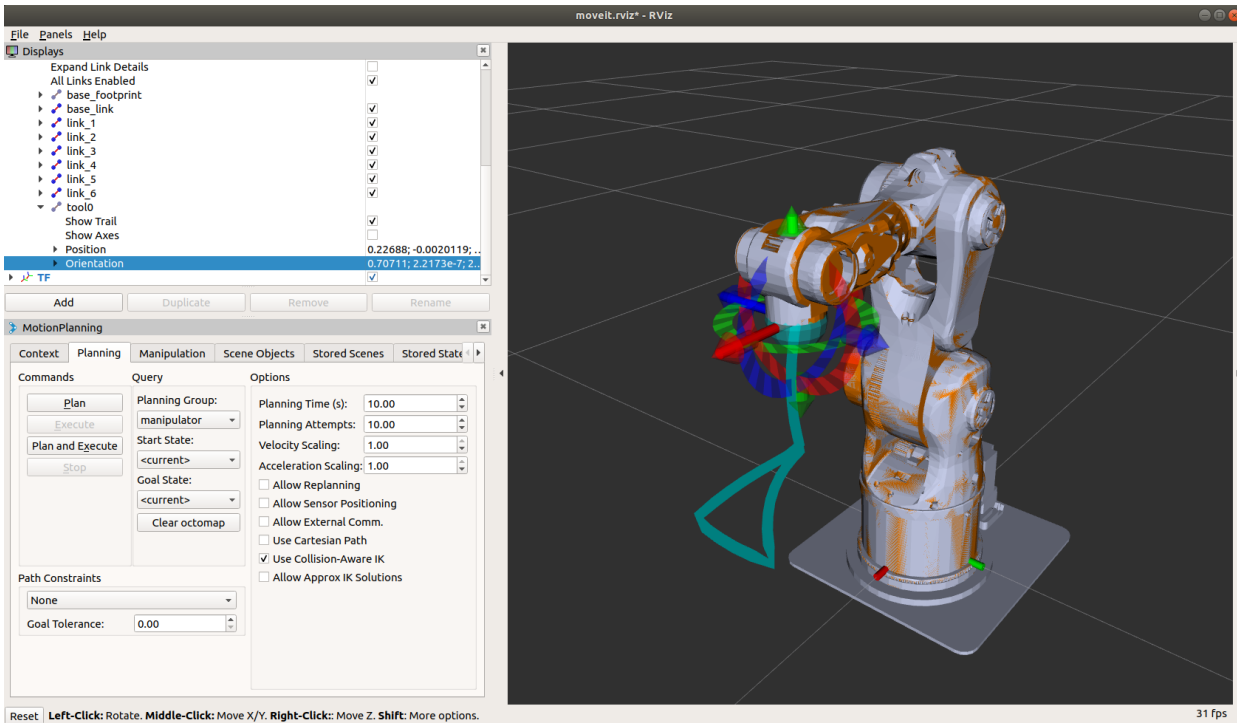 moveit.rviz* - RViz
File Panels Help
Displays
Expand Link Details
All Links Enabled
base_footprint
base_link
link_1
link_2
link_3
link_4
link_5
link_6
tool0
Show Trail
Show Axes
Position 0.22688; -0.0020119; ...
Orientation 0.70711; 2.2173e-7; 2...
TF
Add Duplicate Remove Rename
MotionPlanning
Context Planning Manipulation Scene Objects Stored Scenes Stored State
Commands Query Options
Plan
Execute
Plan and Execute
Stop
Planning Group:
manipulator
Start State:
<current>
Goal State:
<current>
Clear octomap
Planning Time (s): 10.00
Planning Attempts: 10.00
Velocity Scaling: 1.00
Acceleration Scaling: 1.00
Allow Replanning
Allow Sensor Positioning
Allow External Comm.
Use Cartesian Path
Use Collision-Aware IK
Allow Approx IK Solutions
Path Constraints
None
Goal Tolerance: 0.00
Reset Left-Click: Rotate. Middle-Click: Move X/Y. Right-Click:: Move Z. Shift: More options. 31 fps